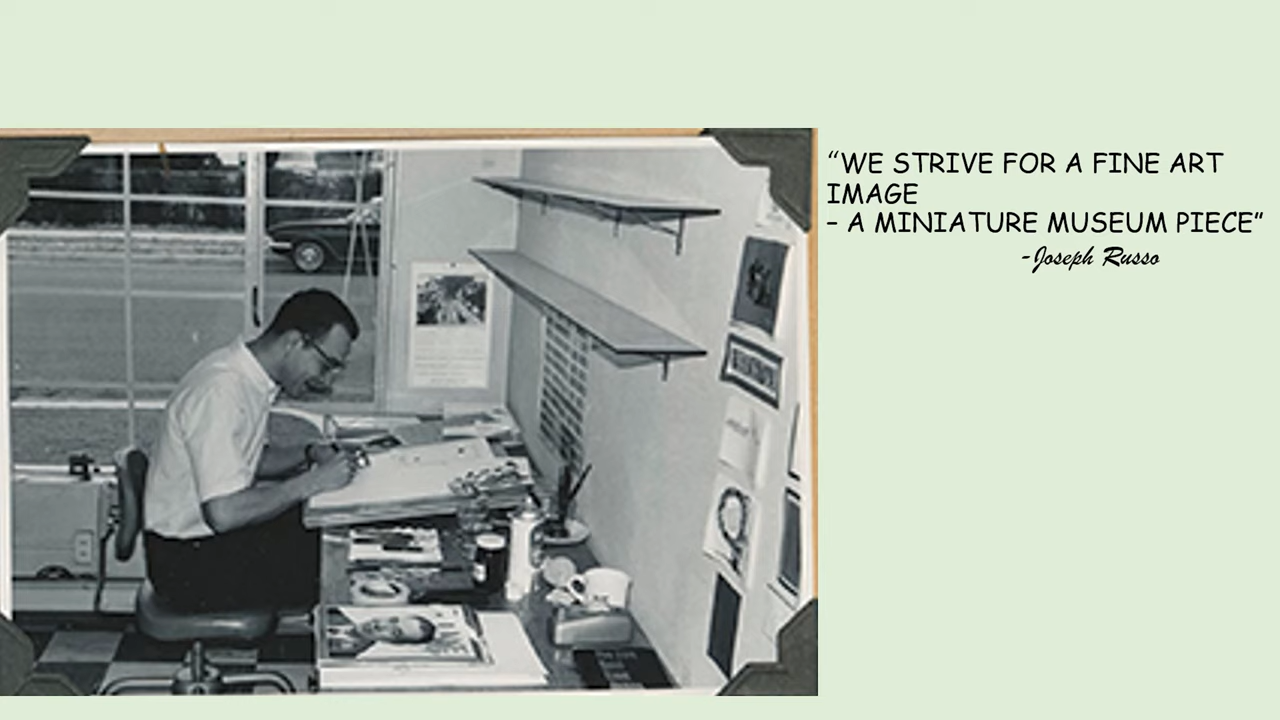 “WE STRIVE FOR A FINE ART
IMAGE
– A MINIATURE MUSEUM PIECE”
-Joseph Russo